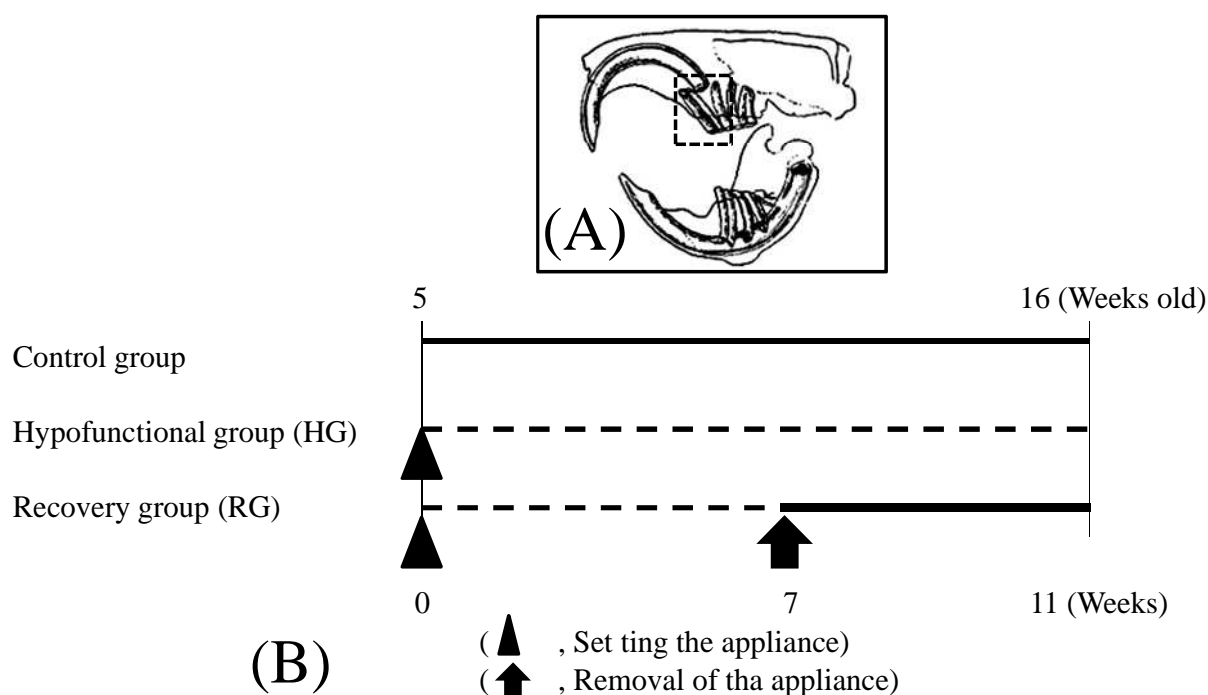 (A)
5 16 (Weeks old)
Control group
Hypofunctional group (HG)
Recovery group (RG)
0 7 11 (Weeks)
(B)
( , Set ting the appliance)
( , Removal of tha appliance)